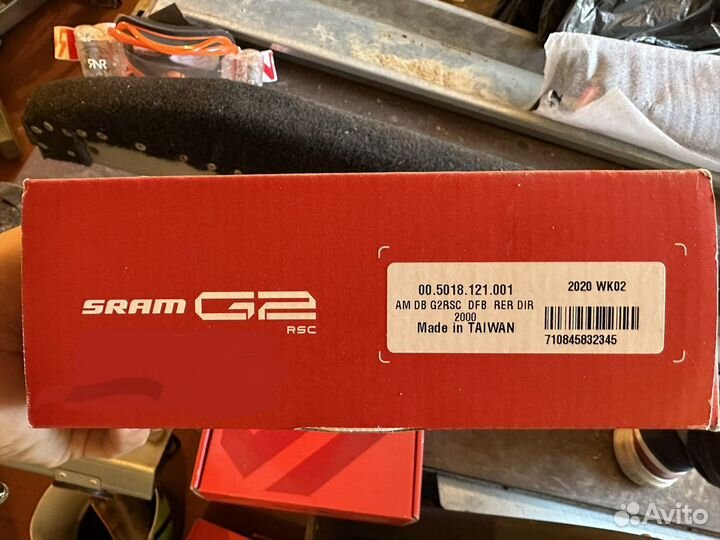 RNR
SRAM G2
RSC
00.5018.121.001
2020 WK02
AM DB G2RSC DFB RER DIR
2000
Made in TAIWAN
710845832345
Avito